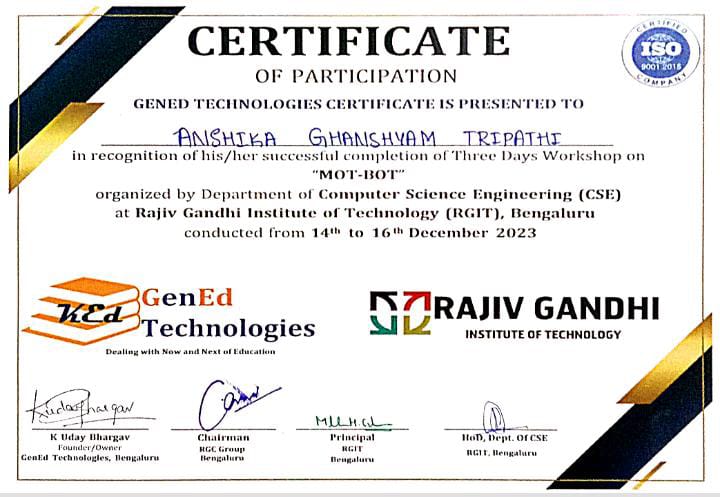 CERTIFICATE
OF PARTICIPATION
CERTIFIED
ISO
9001 2015
COMPANY
GENED TECHNOLOGIES CERTIFICATE IS PRESENTED TO
ANSHIKA GHANSHYAM TRIPATHI
in recognition of his/her successful completion of Three Days Workshop on
"MOT-BOT"
organized by Department of Computer Science Engineering (CSE)
at Rajiv Gandhi Institute of Technology (RGIT), Bengaluru
conducted from 14th to 16th December 2023
KEd
GenEd
Technologies
Dealing with Now and Next of Education
RAJIV GANDHI
INSTITUTE OF TECHNOLOGY
K Uday Bhargav
Founder/Owner
GenEd Technologies, Bengaluru
Chairman
RGC Group
Bengaluru
Principal
RGIT
Bengaluru
HoD, Dept. Of CSE
RGIT, Bengaluru